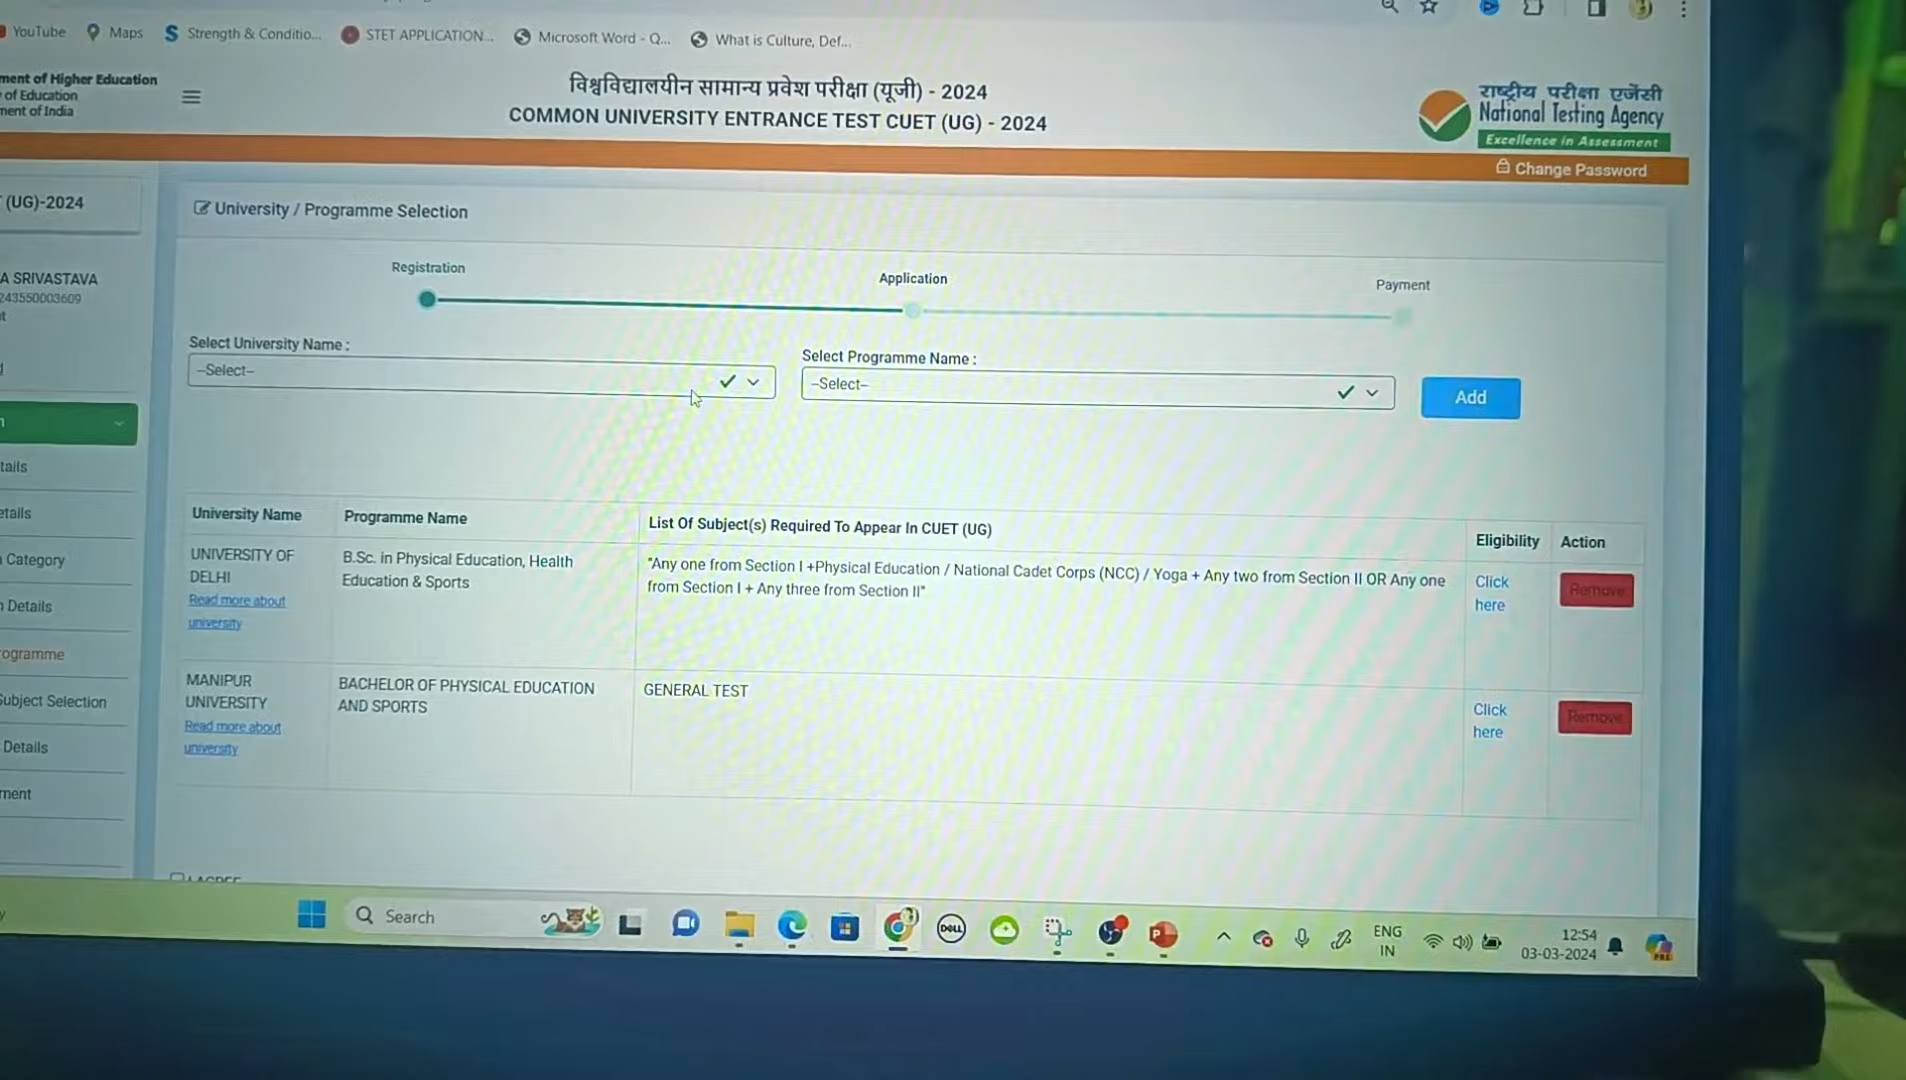 YouTube Maps Strength & Conditio... STET APPLICATION... Microsoft Word - Q... What is Culture, Def...
ment of Higher Education
of Education
ment of India
विश्वविद्यालयीन सामान्य प्रवेश परीक्षा (यूजी) - 2024
COMMON UNIVERSITY ENTRANCE TEST CUET (UG) - 2024
राष्ट्रीय परीक्षा एजेंसी
National Testing Agency
Excellence in Assessment
Change Password
(UG)-2024
University / Programme Selection
A SRIVASTAVA
243550003609
Registration
Application
Payment
Select University Name :
--Select--
Select Programme Name :
--Select--
Add
tails
etails
Category
Details
rogramme
Subject Selection
Details
ment
University Name
Programme Name
List Of Subject(s) Required To Appear In CUET (UG)
Eligibility
Action
UNIVERSITY OF
DELHI
Read more about
university
B.Sc. in Physical Education, Health
Education & Sports
"Any one from Section I +Physical Education / National Cadet Corps (NCC) / Yoga + Any two from Section II OR Any one
from Section I + Any three from Section II"
Click
here
Remove
MANIPUR
UNIVERSITY
Read more about
university
BACHELOR OF PHYSICAL EDUCATION
AND SPORTS
GENERAL TEST
Click
here
Remove
I AGREE
Search
DELL
ENG
IN
12:54
03-03-2024
PRE